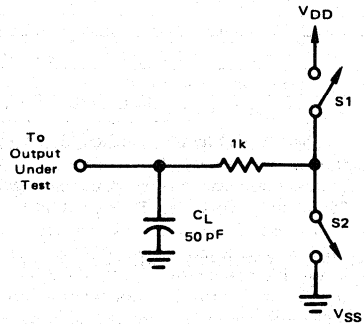 VDD
S1
To
Output
Under
Test
1k
CL
50 pF
S2
VSS